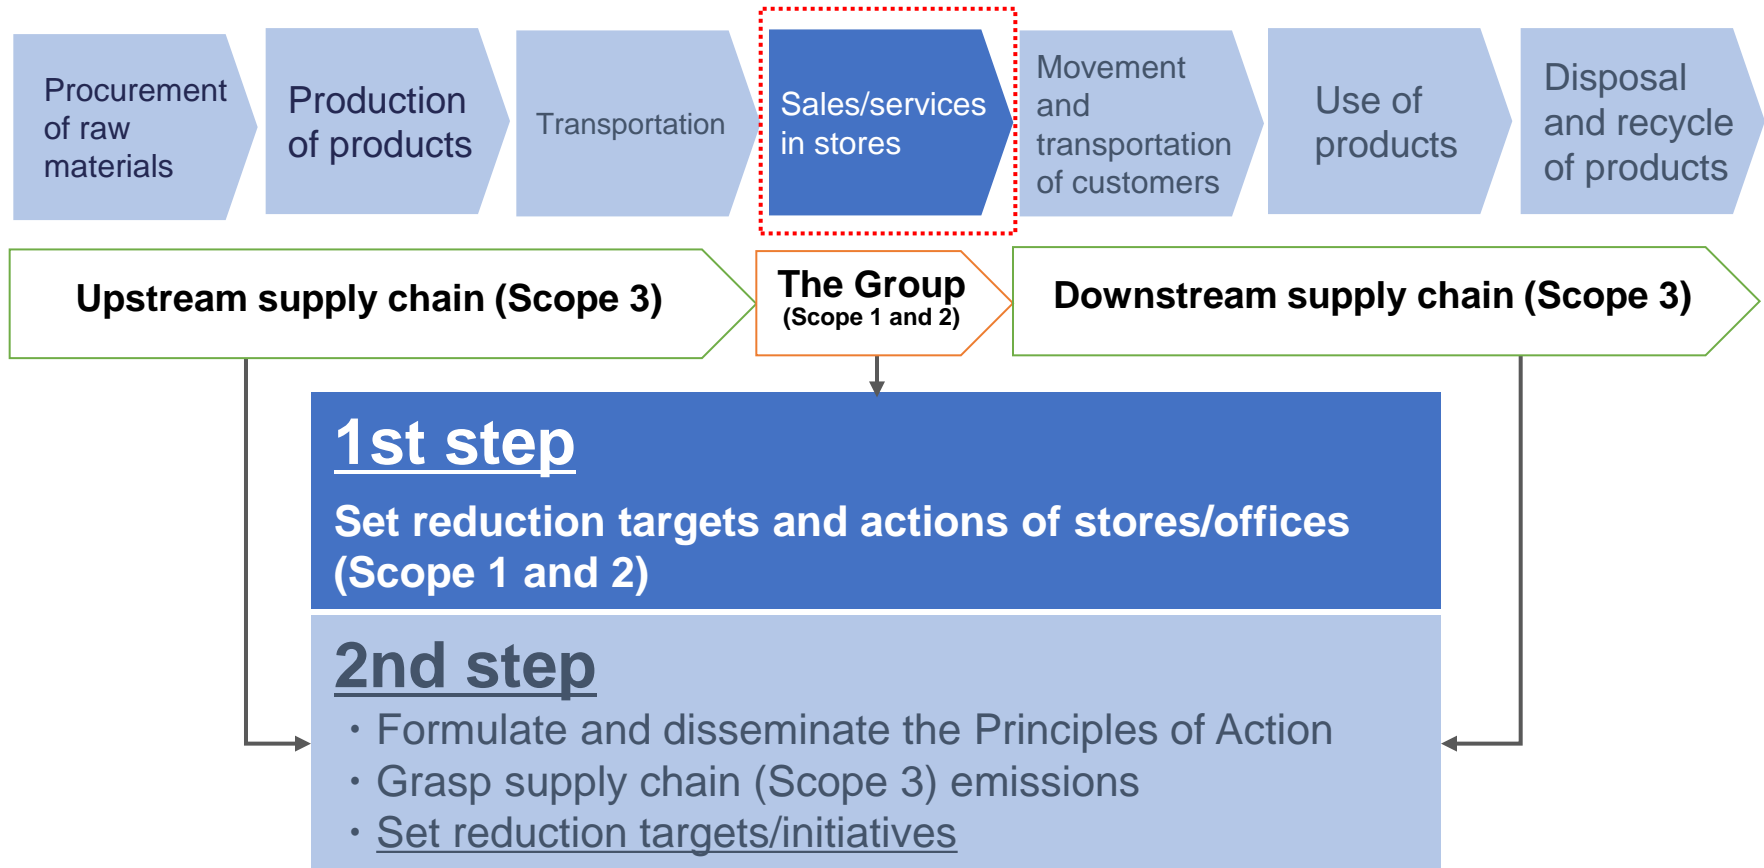 Procurement
of raw
materials
Production
of products
Transportation
Sales/services
in stores
Movement
and
transportation
of customers
Use of
products
Disposal
and recycle
of products
Upstream supply chain (Scope 3)
The Group
(Scope 1 and 2)
Downstream supply chain (Scope 3)
1st step
Set reduction targets and actions of stores/offices
(Scope 1 and 2)
2nd step
・Formulate and disseminate the Principles of Action
・Grasp supply chain (Scope 3) emissions
・Set reduction targets/initiatives